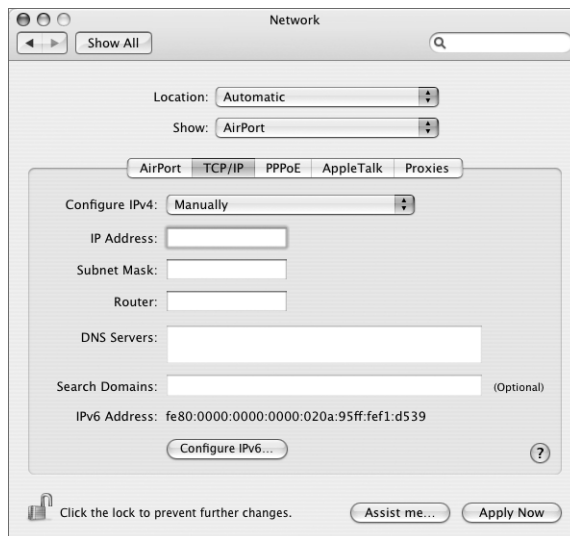 Network
Show All
Location: Automatic
Show: AirPort
AirPort TCP/IP PPPoE AppleTalk Proxies
Configure IPv4: Manually
IP Address:
Subnet Mask:
Router:
DNS Servers:
Search Domains: (Optional)
IPv6 Address: fe80:0000:0000:0000:020a:95ff:fef1:d539
Configure IPv6...
?
Click the lock to prevent further changes. Assist me... Apply Now